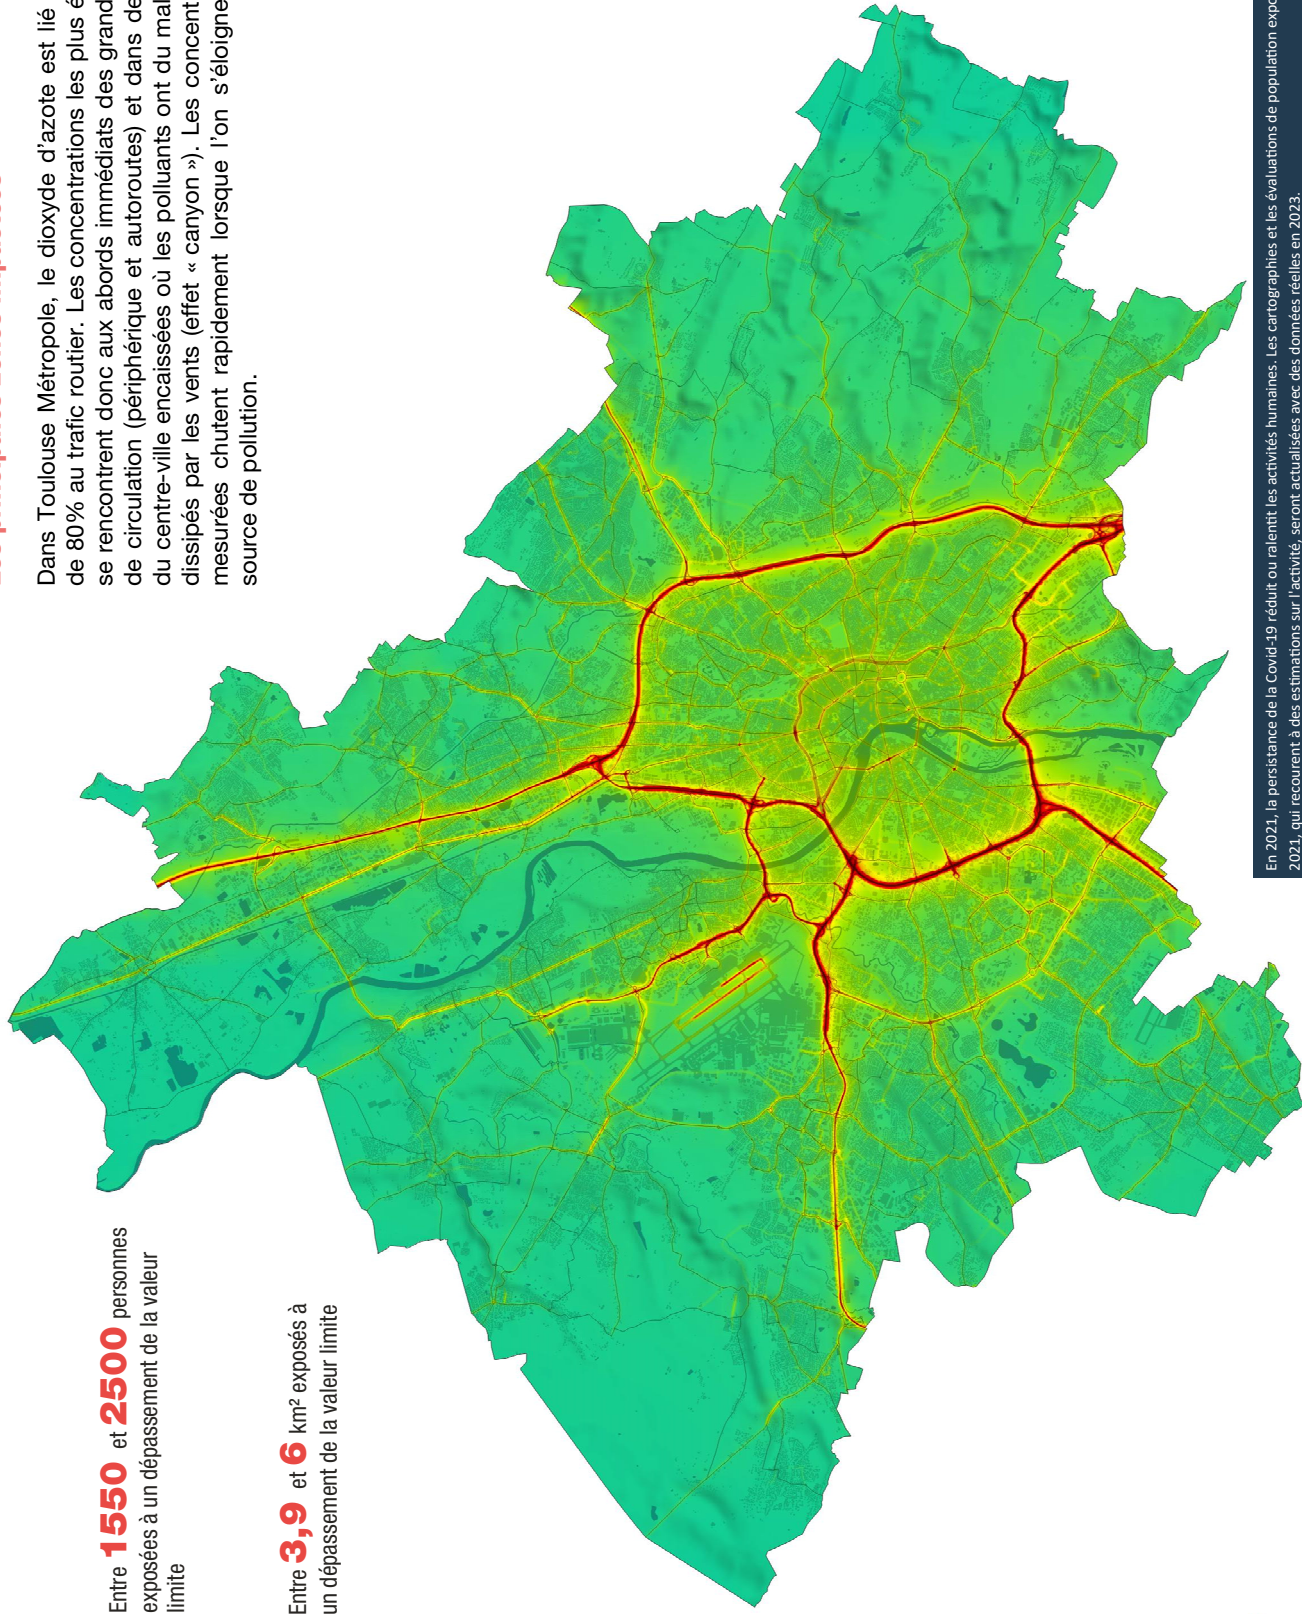 Dans Toulouse Métropole, le dioxyde d'azote est lié
de 80% au trafic routier. Les concentrations les plus
se rencontrent donc aux abords immédiats des
de circulation (périphérique et autoroutes) et dans
du centre-ville encaissées où les polluants ont du mal
dissipés par les vents (effet « canyon »). Les
mesurées chutent rapidement lorsque l'on
source de pollution.
Entre 1550 et 2500 personnes
exposées à un dépassement de la valeur
limite
Entre 3,9 et 6 km² exposés à
un dépassement de la valeur limite
En 2021, la persistance de la Covid-19 réduit ou ralentit les activités humaines. Les cartographies et les évaluations de population
2021, qui recourent à des estimations sur l'activité, seront actualisées avec des données réelles en 2023.